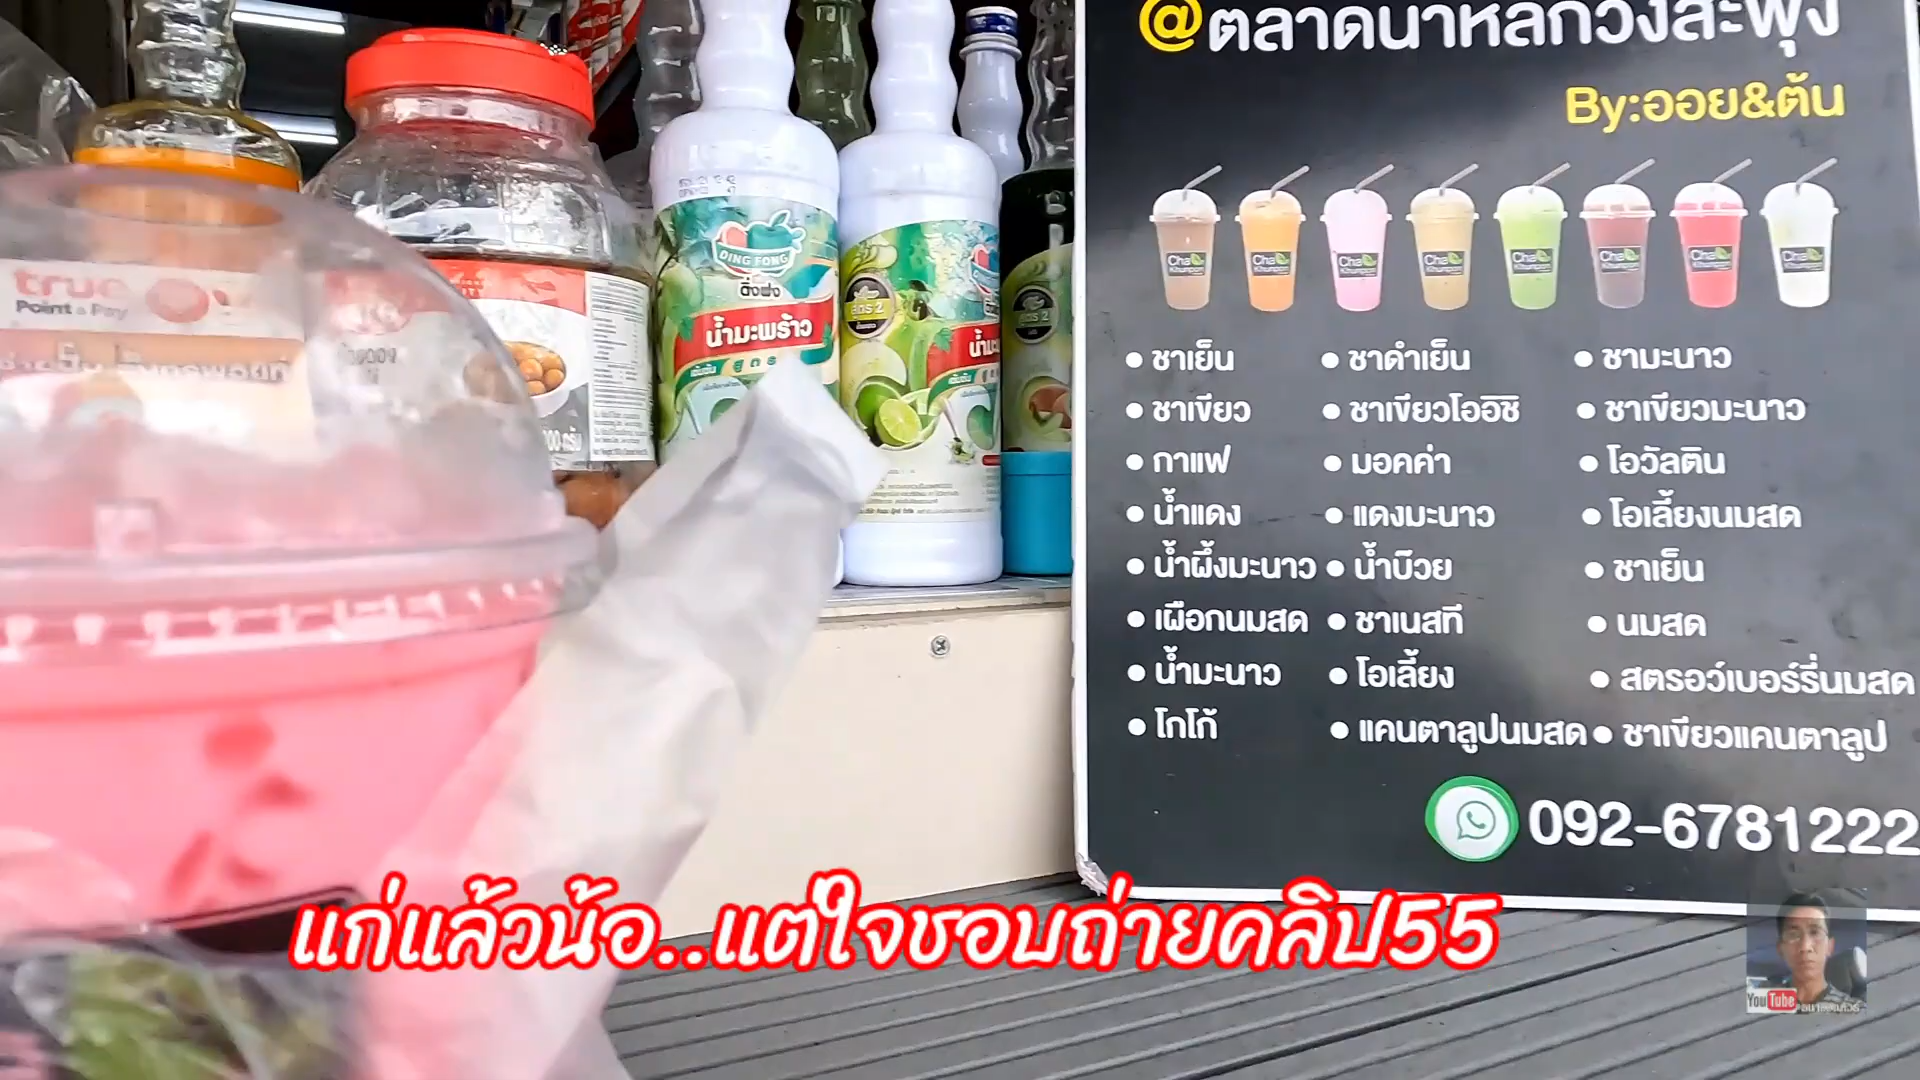 @ตลาดนาหลักวังสะพุง
By:ออย&ต้น
• ชาเย็น
• ชาดำเย็น
• ชามะนาว
• ชาเขียว
• ชาเขียวโออิชิ
• ชาเขียวมะนาว
• กาแฟ
• มอคค่า
• โอวัลติน
• น้ำแดง
• แดงมะนาว
• โอเลี้ยงนมสด
• น้ำผึ้งมะนาว
• น้ำบ๊วย
• ชาเย็น
• เผือกนมสด
• ชาเนสที
• นมสด
• น้ำมะนาว
• โอเลี้ยง
• สตรอว์เบอร์รี่นมสด
• โกโก้
• แคนตาลูปนมสด
• ชาเขียวแคนตาลูป
092-6781222
DING FONG
ติ่งฟง
น้ำมะพร้าว
เข้มข้น
สูตร 2
true
Point & Pay
แก่แล้วน้อ..แต่ใจชอบถ่ายคลิป55
YouTube